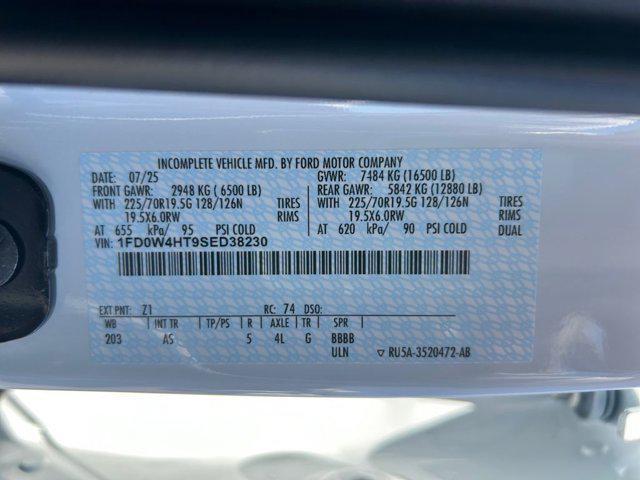 INCOMPLETE VEHICLE MFD. BY FORD MOTOR COMPANY
DATE: 07/25 GVWR: 7484 KG (16500 LB)
FRONT GAWR: 2948 KG ( 6500 LB) REAR GAWR: 5842 KG (12880 LB)
WITH 225/70R19.5G 128/126N TIRES WITH 225/70R19.5G 128/126N TIRES
19.5X6.0RW RIMS 19.5X6.0RW RIMS
AT 655 kPa/ 95 PSI COLD AT 620 kPa/ 90 PSI COLD DUAL
VIN: 1FD0W4HT9SED38230
EXT PNT: Z1 RC: 74 DSO:
WB INT TR TP/PS R AXLE TR SPR
203 AS 5 4L G BBBB
ULN RU5A-3520472-AB